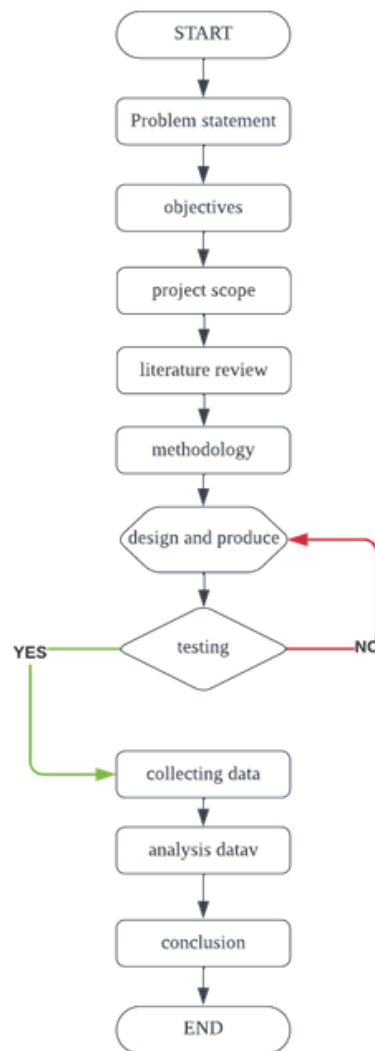 START
Problem statement
objectives
project scope
literature review
methodology
design and produce
testing
YES
NO
collecting data
analysis datav
conclusion
END